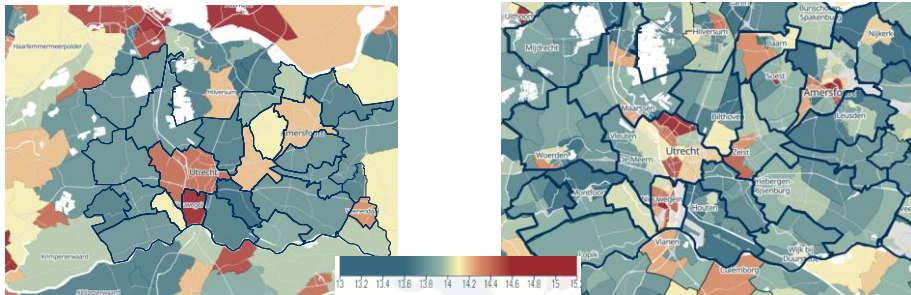 Haarlemmermeerpolder
Hilversum
Amersfoort
Utrecht
Krimpenerwaard
Uithoorn
Bunschoten-
Spakenburg
Mijdrecht
Hilversum
Baarn
Nijkerk
Soest
Amersfoort
Maarssen
Bilthoven
Leusden
Vleuten
Utrecht
Woerden
De Meern
Zeist
Montfoort
Nieuwegein
Houten
Driebergen-
Rijsenburg
Lopik
Vianen
Wijk bij
Duurstede
Culemborg
13 13.2 13.4 13.6 13.8 14 14.2 14.4 14.6 14.8 15 15.2